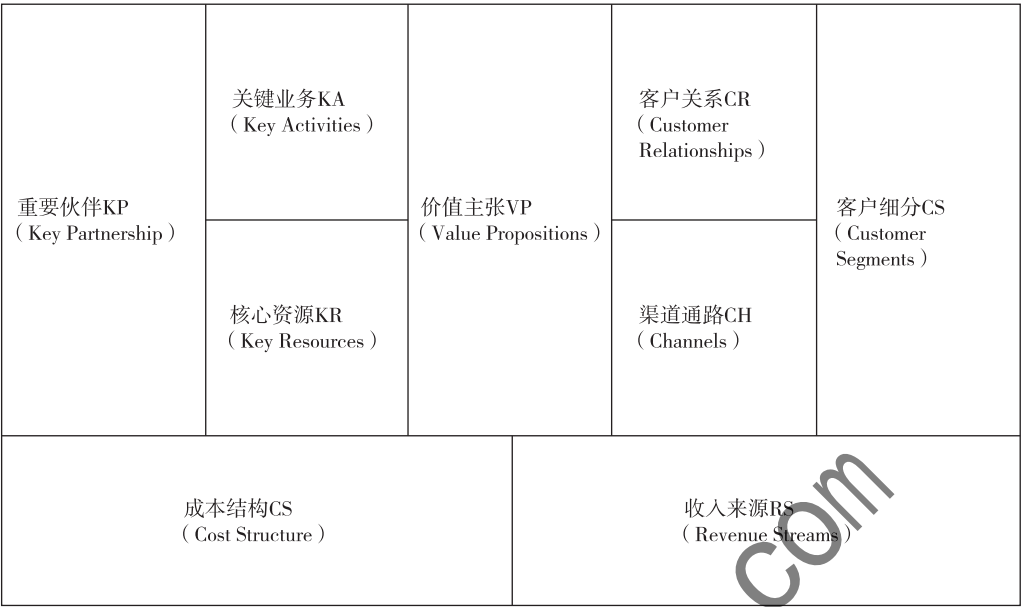 重要伙伴KP
（Key Partnership）
关键业务KA
（Key Activities）
核心资源KR
（Key Resources）
价值主张VP
（Value Propositions）
客户关系CR
（Customer
Relationships）
渠道通路CH
（Channels）
客户细分CS
（Customer
Segments）
成本结构CS
（Cost Structure）
收入来源RS
（Revenue Streams）
com